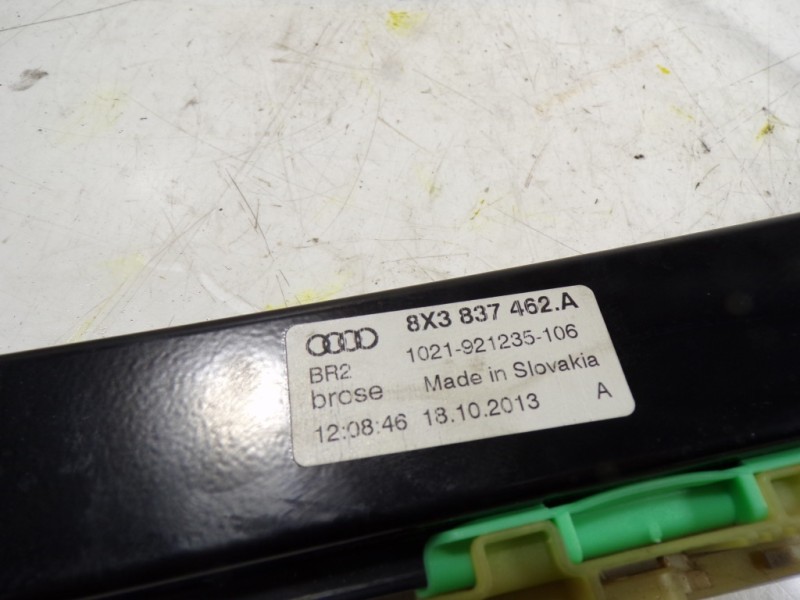 8X3 837 462.A
1021-921235-106
BR2
brose Made in Slovakia
12:08:46 18.10.2013 A